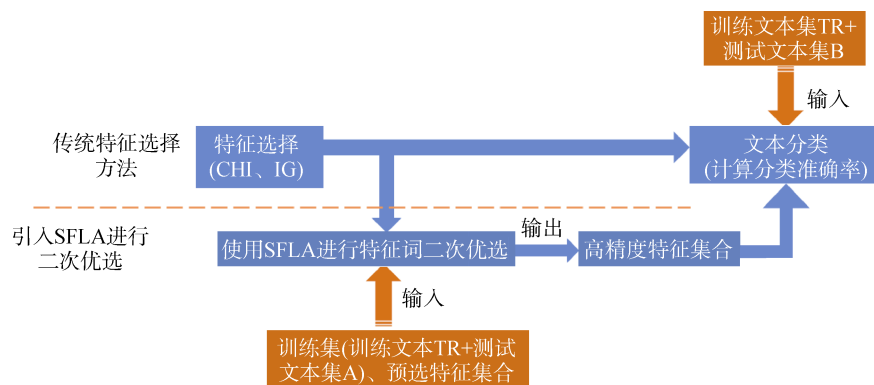 训练文本集TR+
测试文本集B
输入
传统特征选择
方法
特征选择
(CHI、IG)
文本分类
(计算分类准确率)
引入SFLA进行
二次优选
使用SFLA进行特征词二次优选
输出
高精度特征集合
输入
训练集(训练文本TR+测试
文本集A)、预选特征集合